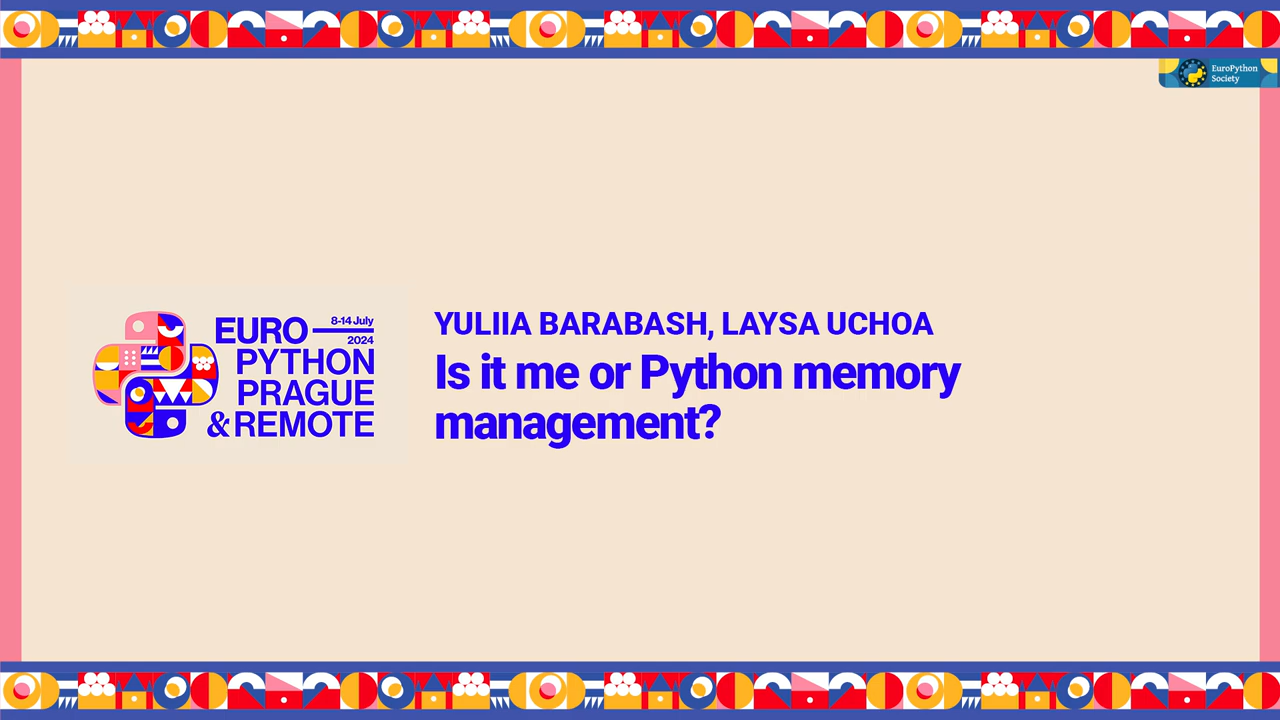 EuroPython
Society
EURO 8-14 July
2024
PYTHON
PRAGUE
& REMOTE
YULIIA BARABASH, LAYSA UCHOA
Is it me or Python memory
management?